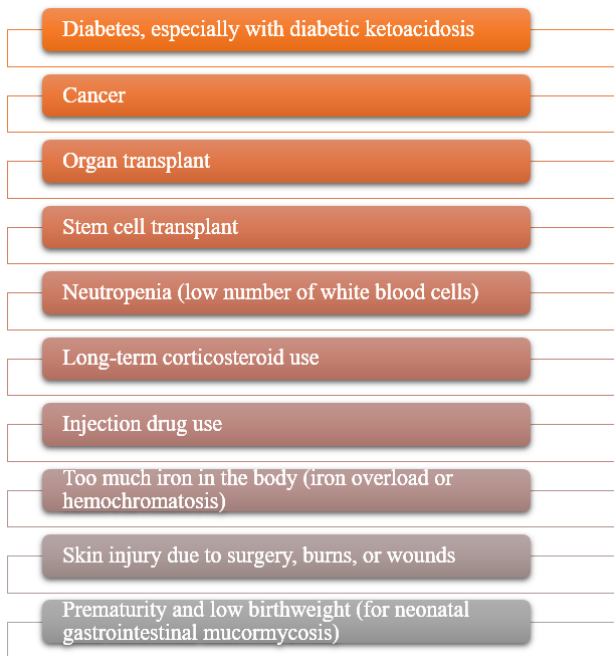 Diabetes, especially with diabetic ketoacidosis
Cancer
Organ transplant
Stem cell transplant
Neutropenia (low number of white blood cells)
Long-term corticosteroid use
Injection drug use
Too much iron in the body (iron overload or
hemochromatosis)
Skin injury due to surgery, burns, or wounds
Prematurity and low birthweight (for neonatal
gastrointestinal mucormycosis)